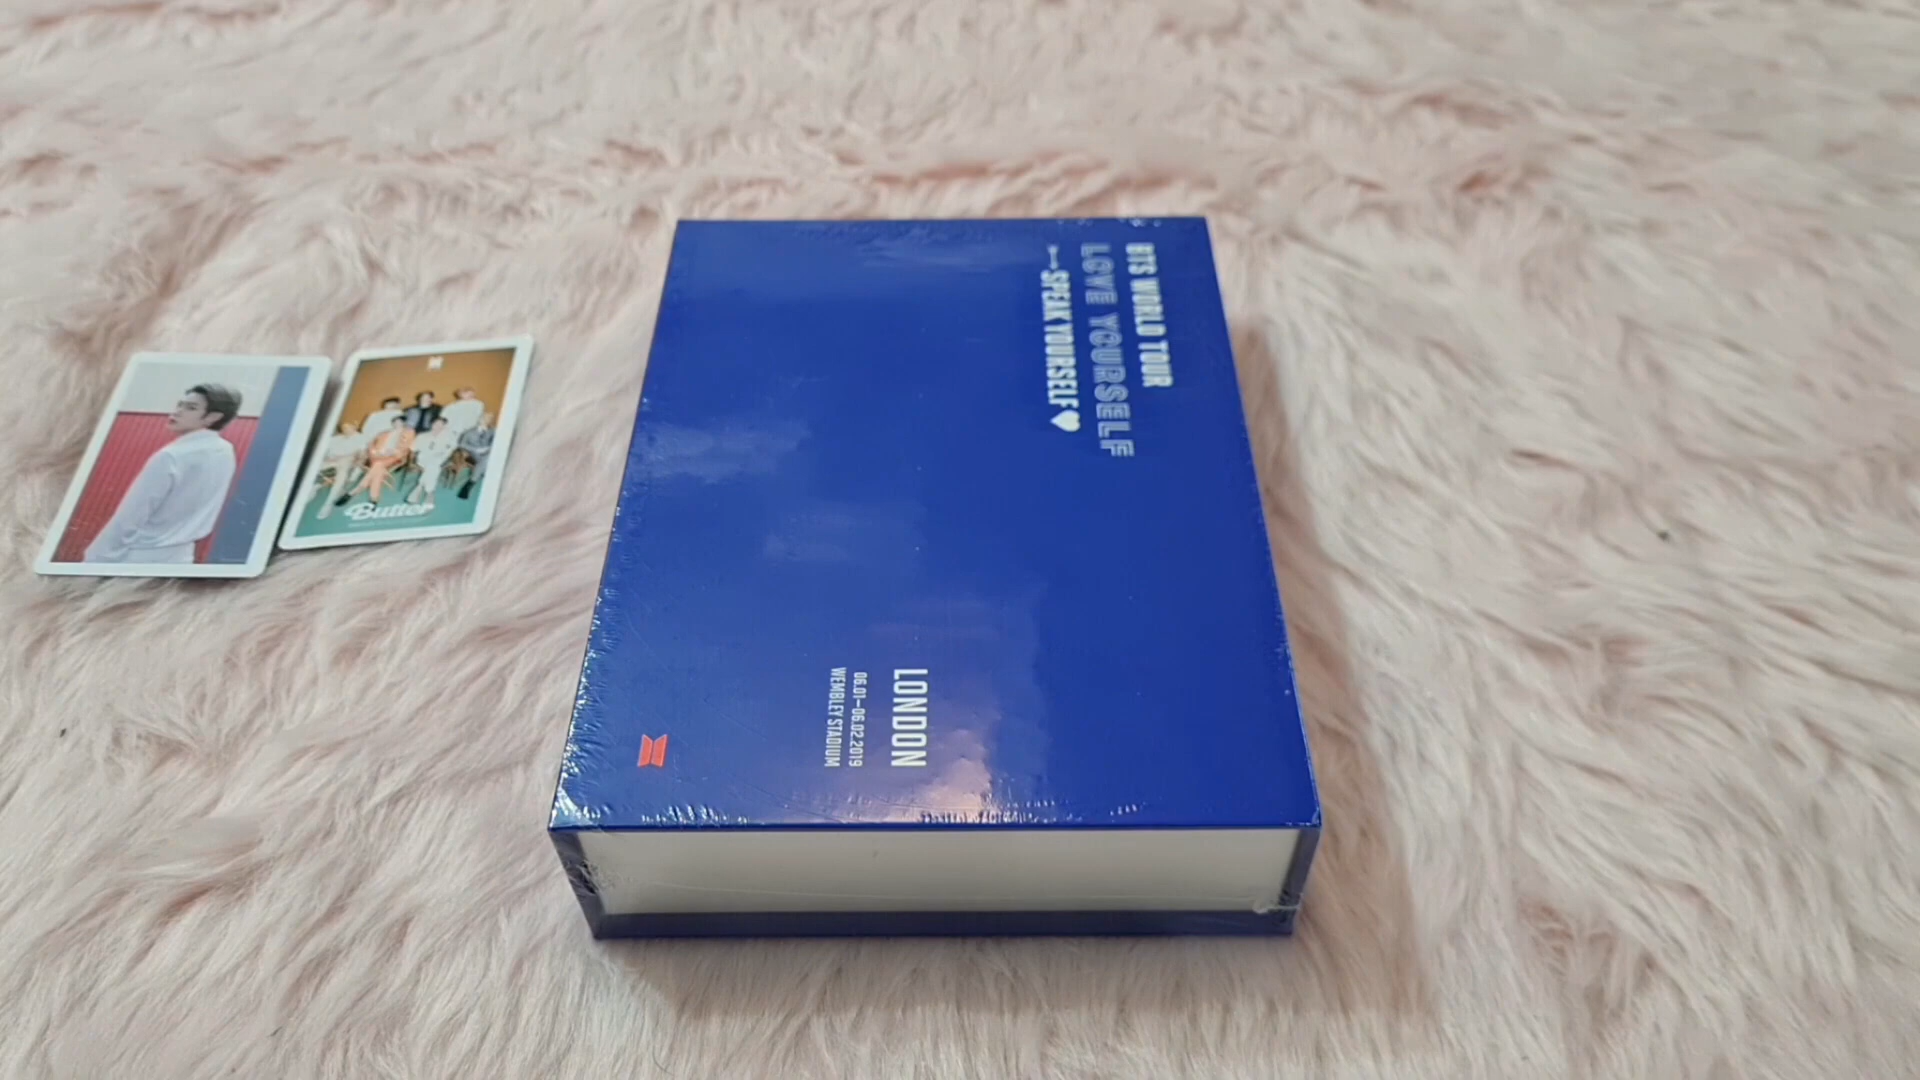 BTS WORLD TOUR
LOVE YOURSELF
SPEAK YOURSELF
LONDON
06.01–06.02.2019
WEMBLEY STADIUM
Butter